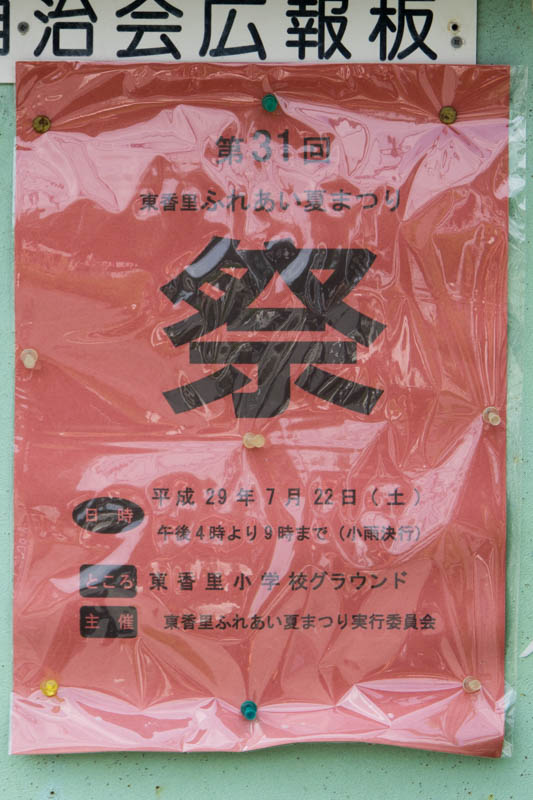 治会広報板
第31回
東香里ふれあい夏まつり
祭
日時 平成29年7月22日(土)
午後4時より9時まで(小雨決行)
ところ 東香里小学校グラウンド
主催 東香里ふれあい夏まつり実行委員会